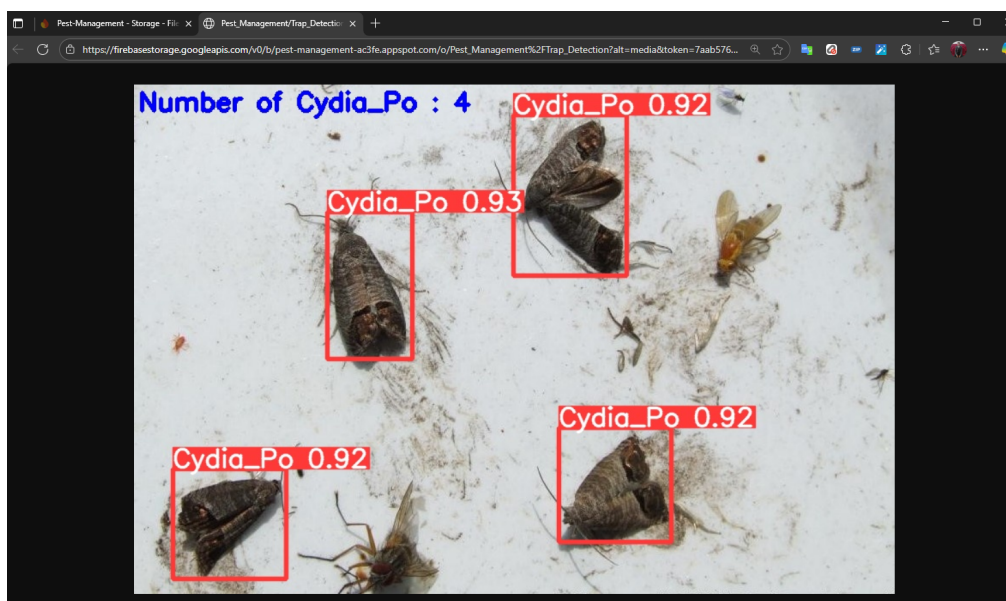 Pest-Management - Storage - File
Pest_Management/Trap_Detectio
https://firebasestorage.googleapis.com/v0/b/pest-management-ac3fe.appspot.com/o/Pest_Management%2FTrap_Detection?alt=media&token=7aab576...
Number of Cydia_Po : 4
Cydia_Po 0.92
Cydia_Po 0.93
Cydia_Po 0.92
Cydia_Po 0.92